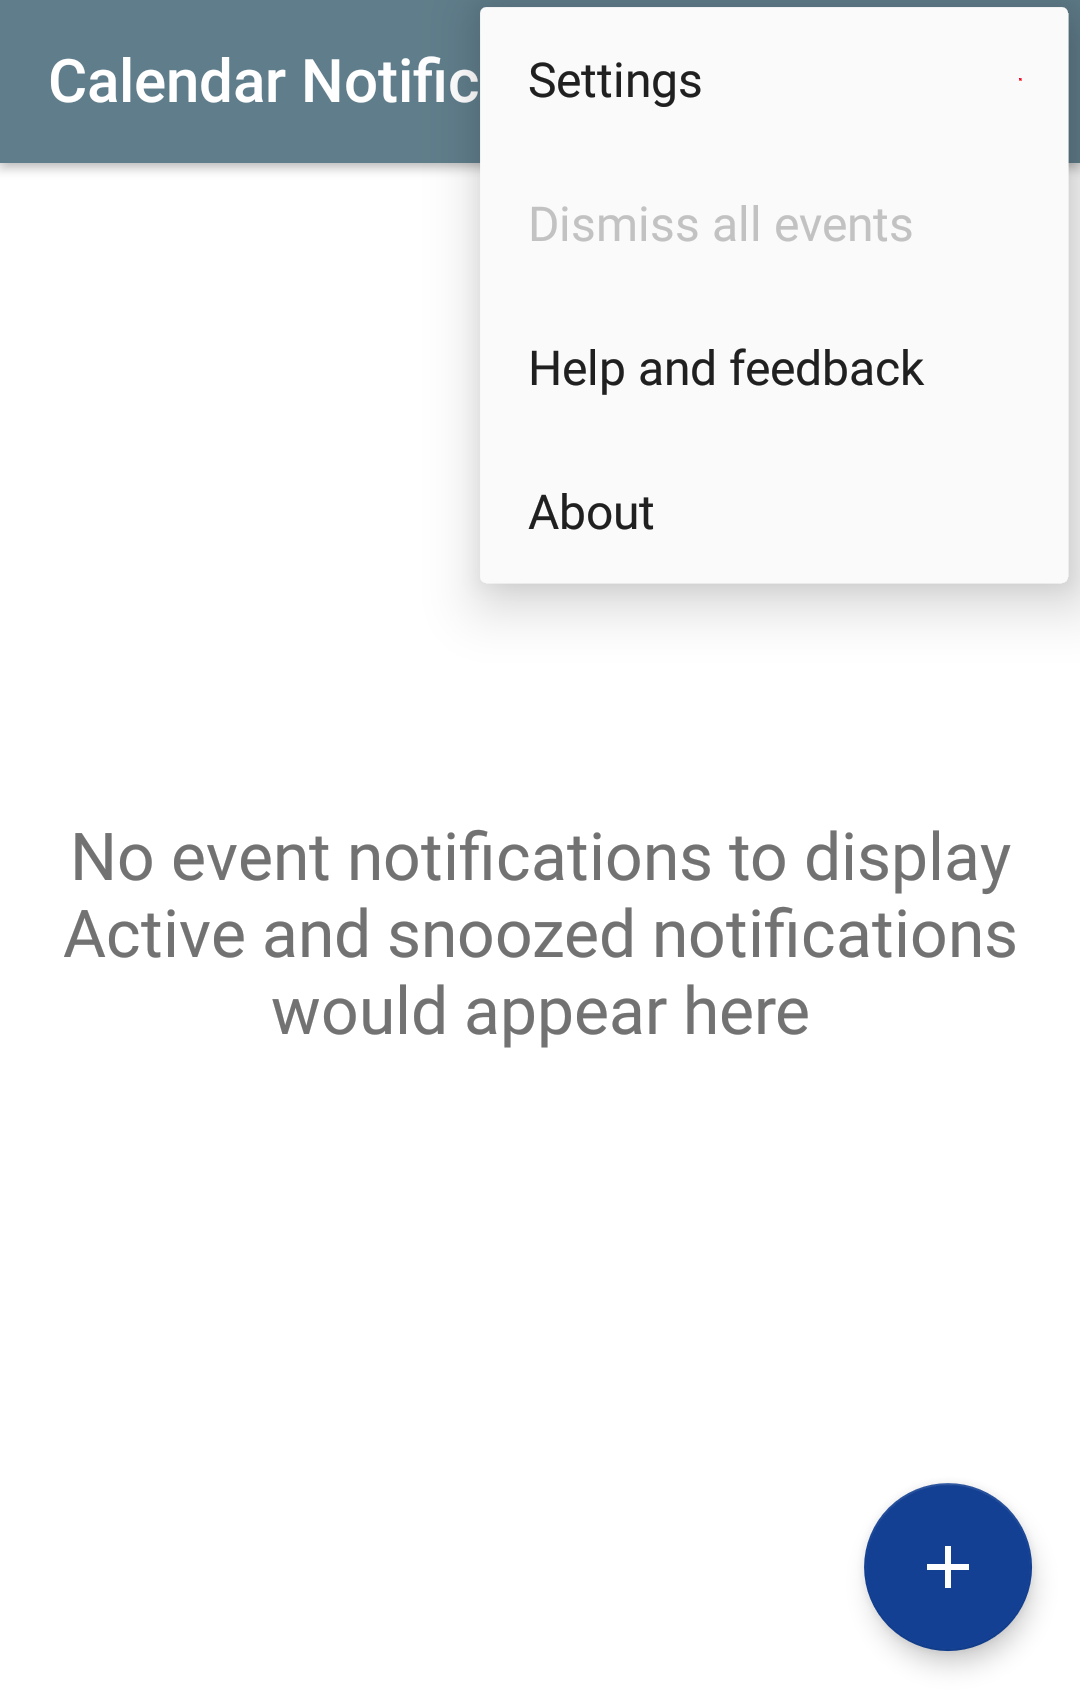 Calendar Notific
Settings
Dismiss all events
Help and feedback
About
No event notifications to display
Active and snoozed notifications
would appear here